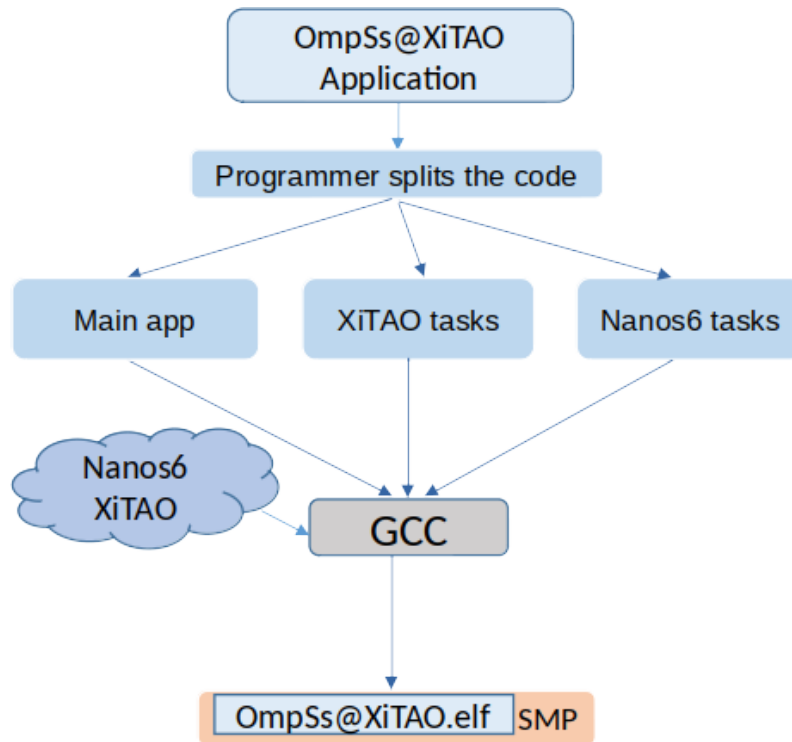 OmpSs@XiTAO
Application
Programmer splits the code
Main app
XiTAO tasks
Nanos6 tasks
Nanos6
XiTAO
GCC
OmpSs@XiTAO.elf SMP